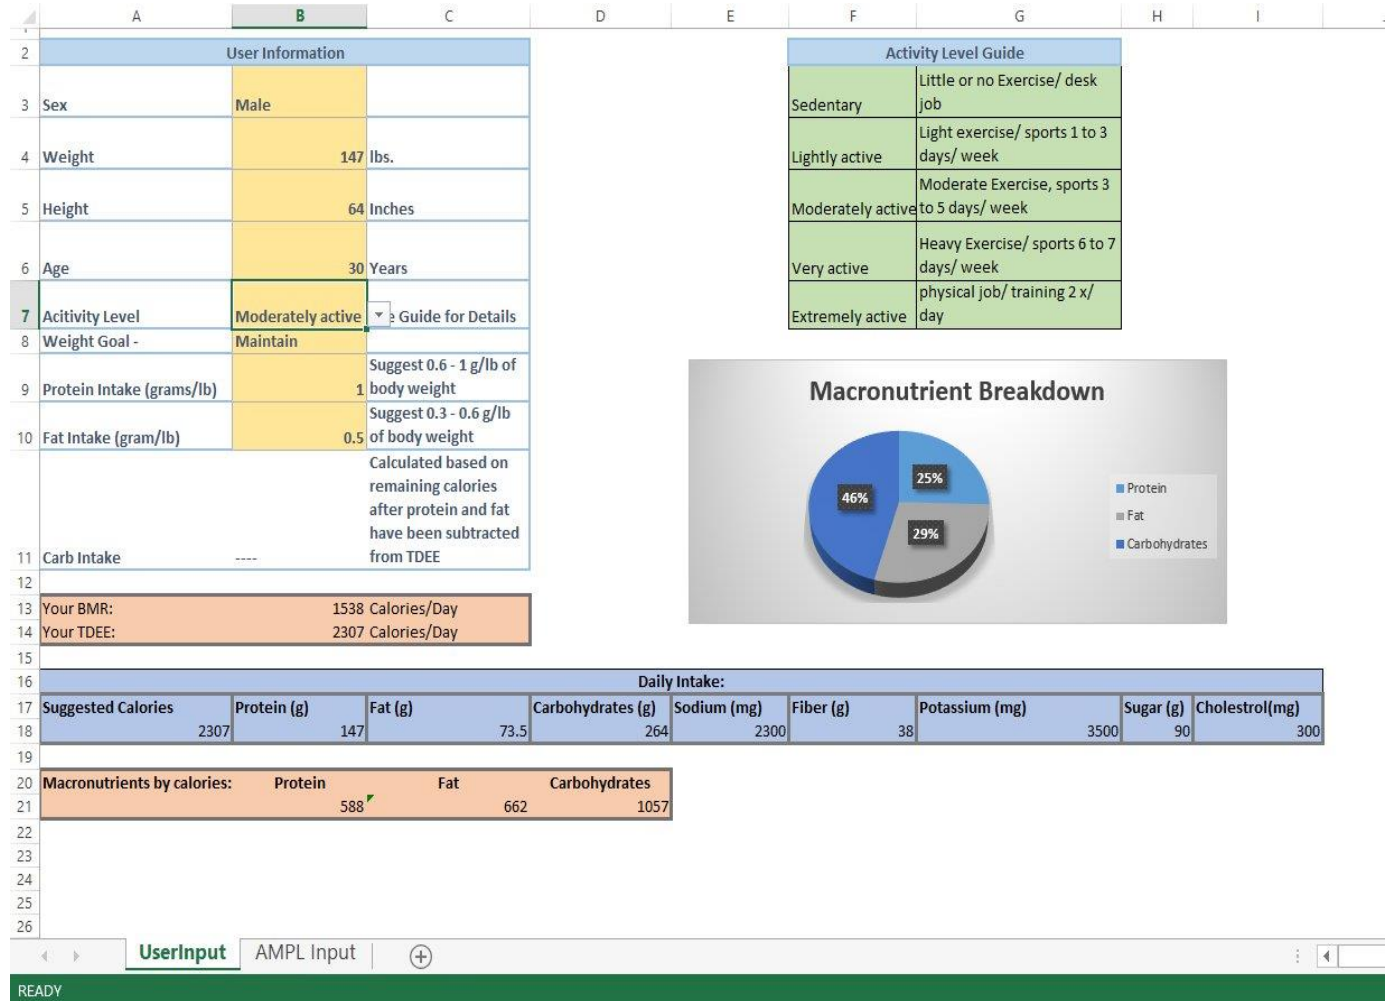 A B C D E F G H I
2 User Information Activity Level Guide
3 Sex Male Sedentary Little or no Exercise/ desk
job
4 Weight 147 lbs. Lightly active Light exercise/ sports 1 to 3
days/ week
5 Height 64 Inches Moderately active Moderate Exercise, sports 3
to 5 days/ week
6 Age 30 Years Very active Heavy Exercise/ sports 6 to 7
days/ week
7 Acitivity Level Moderately active Guide for Details Extremely active physical job/ training 2 x/
day
8 Weight Goal - Maintain
9 Protein Intake (grams/lb) 1 Suggest 0.6 - 1 g/lb of
body weight
10 Fat Intake (gram/lb) 0.5 Suggest 0.3 - 0.6 g/lb
of body weight
11 Carb Intake ---- Calculated based on
remaining calories
after protein and fat
have been subtracted
from TDEE
Macronutrient Breakdown
25%
46%
29%
Protein
Fat
Carbohydrates
12
13 Your BMR: 1538 Calories/Day
14 Your TDEE: 2307 Calories/Day
15
16 Daily Intake:
17 Suggested Calories Protein (g) Fat (g) Carbohydrates (g) Sodium (mg) Fiber (g) Potassium (mg) Sugar (g) Cholestrol(mg)
18 2307 147 73.5 264 2300 38 3500 90 300
19
20 Macronutrients by calories: Protein Fat Carbohydrates
21 588 662 1057
22
23
24
25
26
UserInput AMPL Input
READY